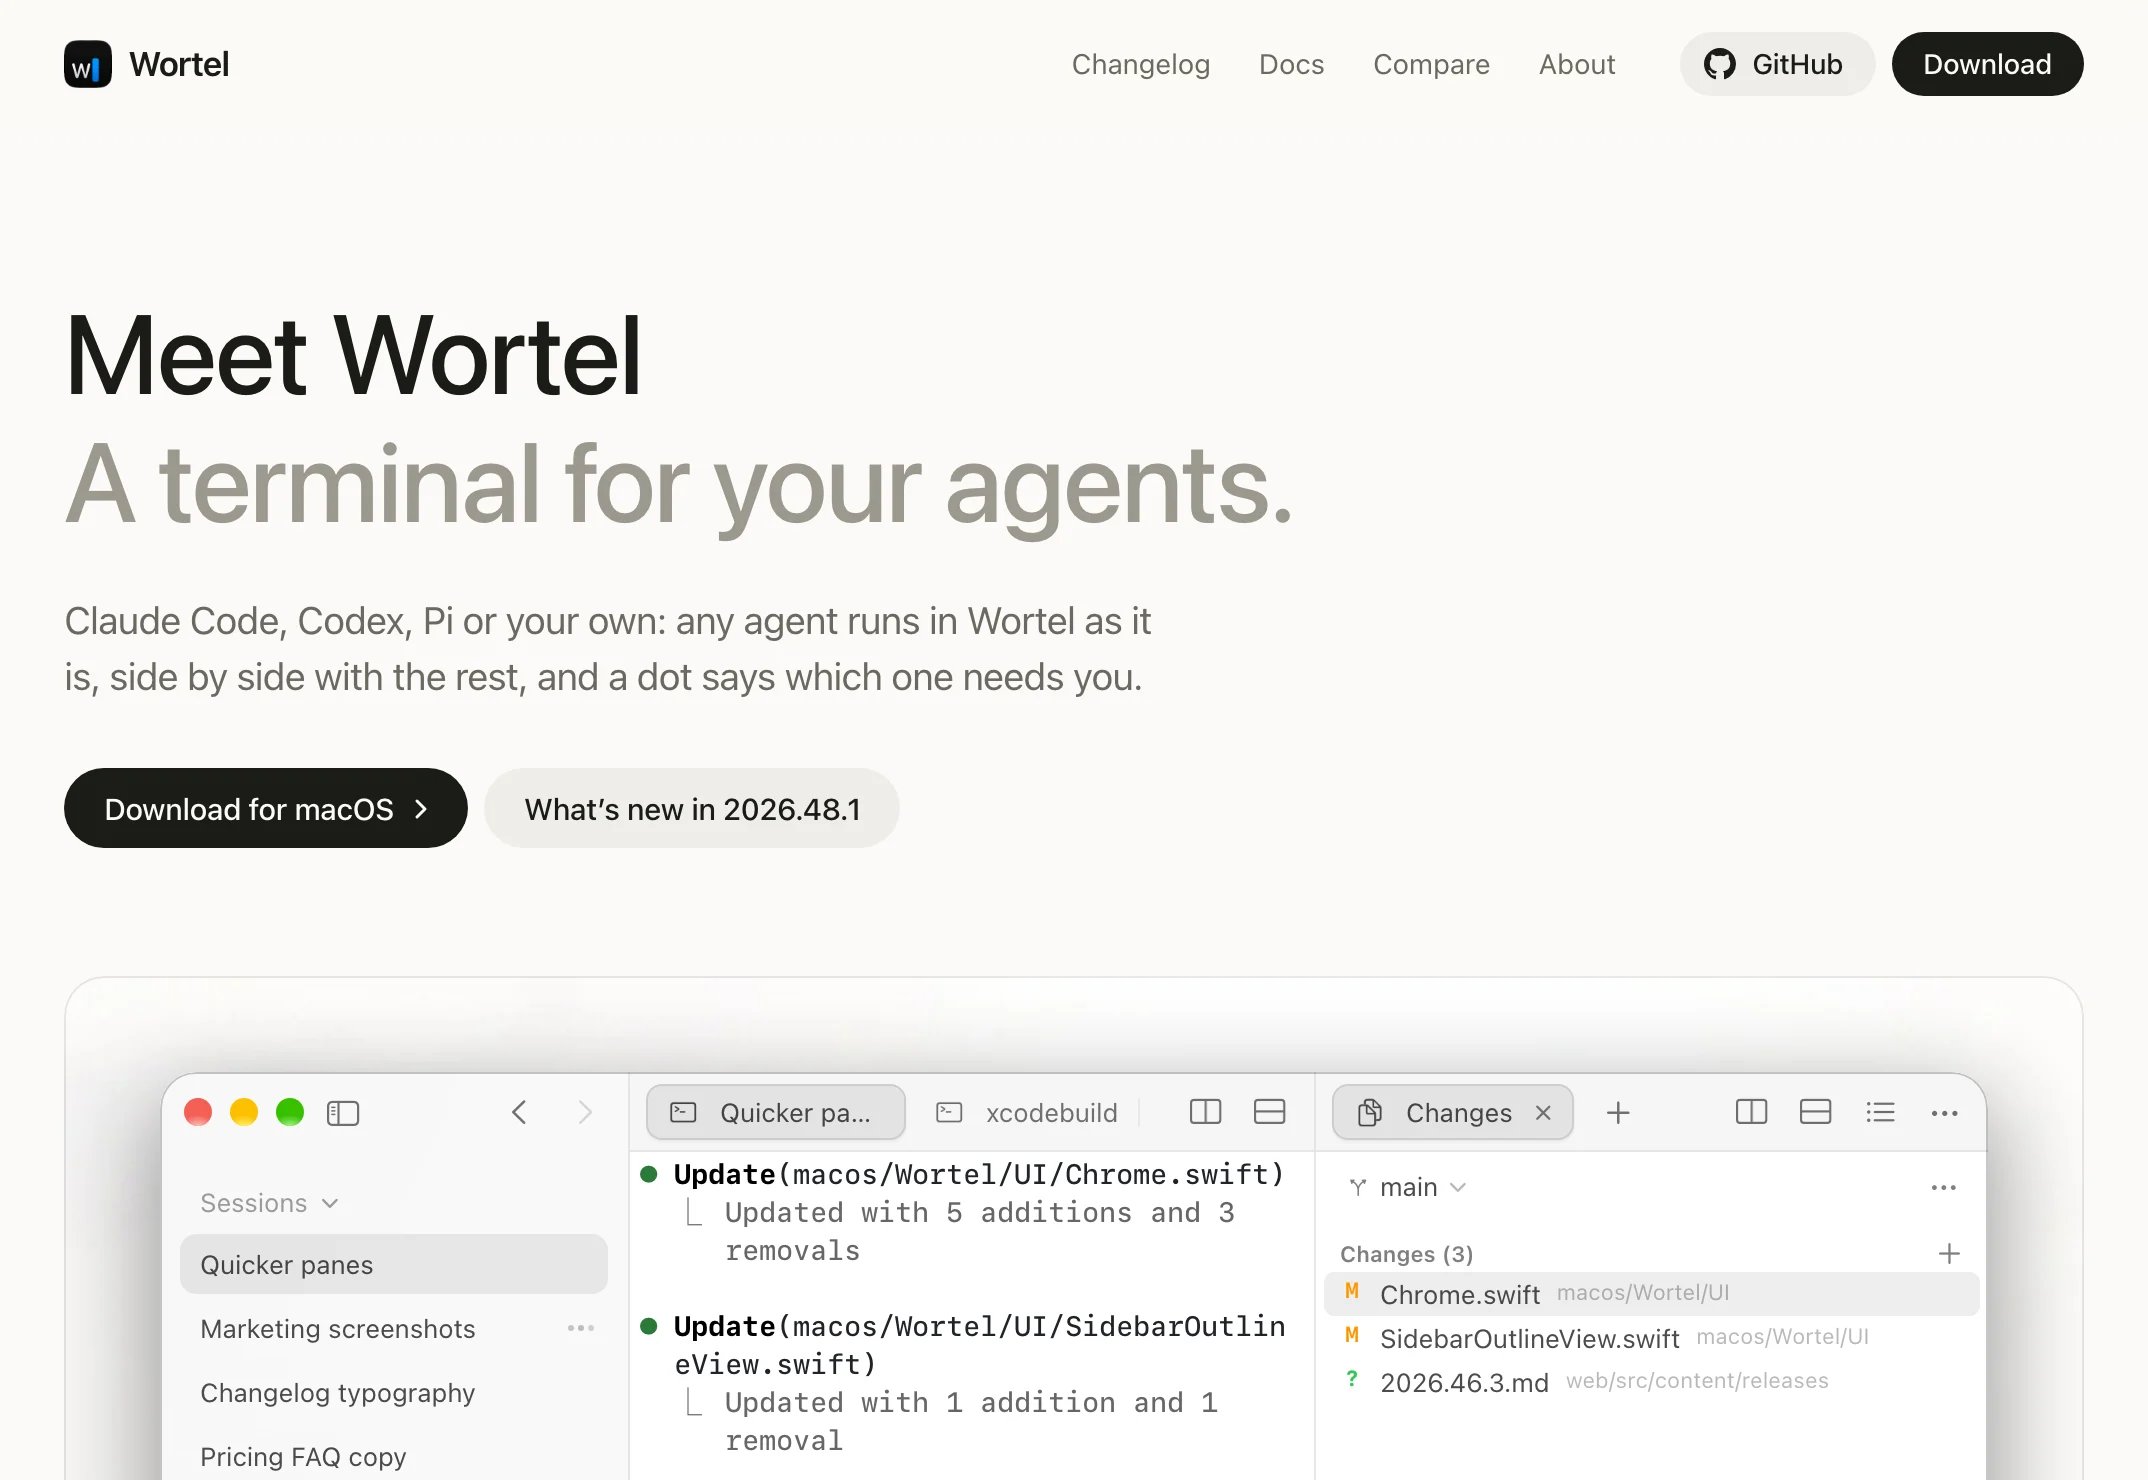 Wortel
Changelog
Docs
Compare
About
GitHub
Download
Meet Wortel
A terminal for your agents.
Claude Code, Codex, Pi or your own: any agent runs in Wortel as it
is, side by side with the rest, and a dot says which one needs you.
Download for macOS
What’s new in 2026.48.1
Sessions
Quicker panes
Marketing screenshots
Changelog typography
Pricing FAQ copy
Quicker pa...
xcodebuild
Update(macos/Wortel/UI/Chrome.swift)
Updated with 5 additions and 3
removals
Update(macos/Wortel/UI/SidebarOutlin
eView.swift)
Updated with 1 addition and 1
removal
Changes
main
Changes (3)
M Chrome.swift macos/Wortel/UI
M SidebarOutlineView.swift macos/Wortel/UI
? 2026.46.3.md web/src/content/releases